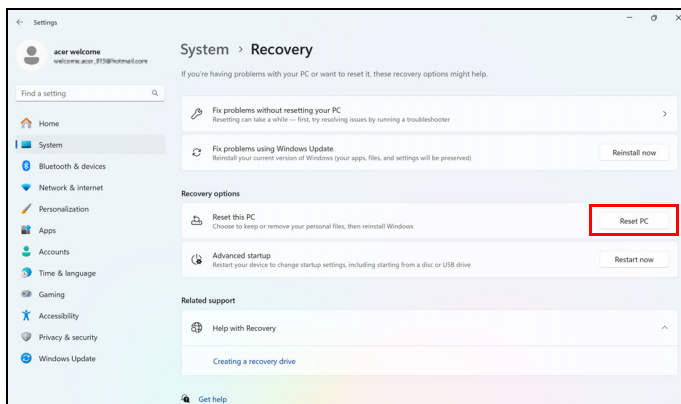 Settings
acer welcome
welcome.acer_815@hotmail.com
Find a setting
Home
System
Bluetooth & devices
Network & internet
Personalization
Apps
Accounts
Time & language
Gaming
Accessibility
Privacy & security
Windows Update
System > Recovery
If you're having problems with your PC or want to reset it, these recovery options might help.
Fix problems without resetting your PC
Resetting can take a while — first, try resolving issues by running a troubleshooter
Fix problems using Windows Update
Reinstall your current version of Windows (your apps, files, and settings will be preserved)
Reinstall now
Recovery options
Reset this PC
Choose to keep or remove your personal files, then reinstall Windows
Reset PC
Advanced startup
Restart your device to change startup settings, including starting from a disc or USB drive
Restart now
Related support
Help with Recovery
Creating a recovery drive
Get help